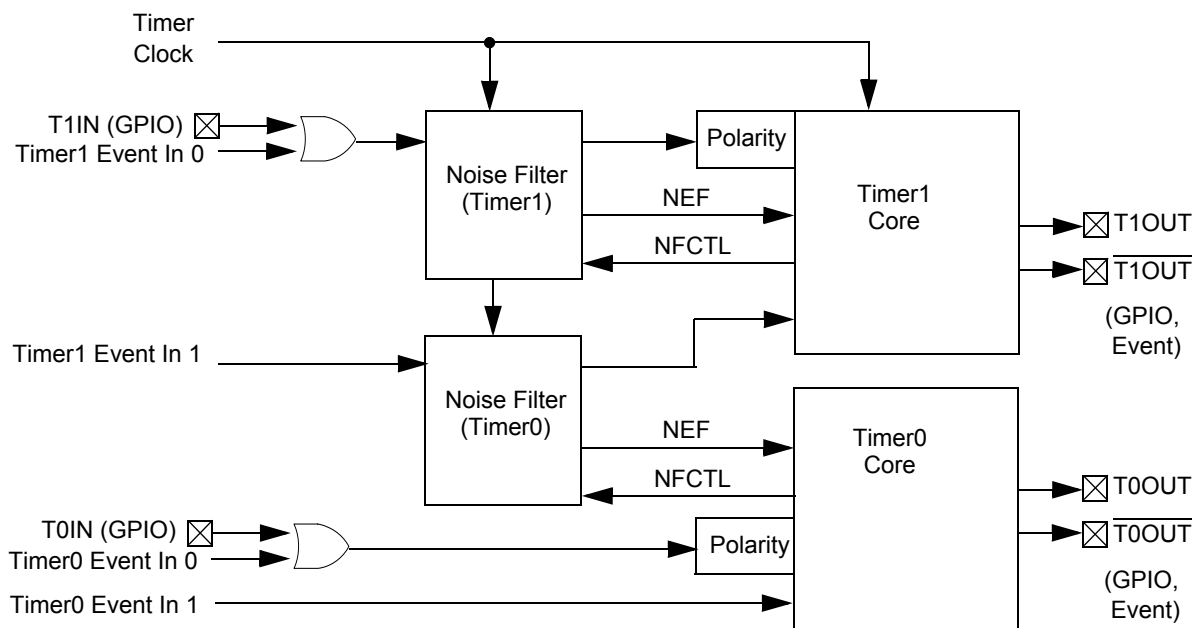 Timer
Clock
T1IN (GPIO)
Timer1 Event In 0
Noise Filter
(Timer1)
Polarity
NEF
NFCTL
Timer1
Core
T1OUT
T1OUT
(GPIO,
Event)
Timer1 Event In 1
Noise Filter
(Timer0)
NEF
NFCTL
Timer0
Core
T0OUT
T0OUT
(GPIO,
Event)
T0IN (GPIO)
Timer0 Event In 0
Polarity
Timer0 Event In 1